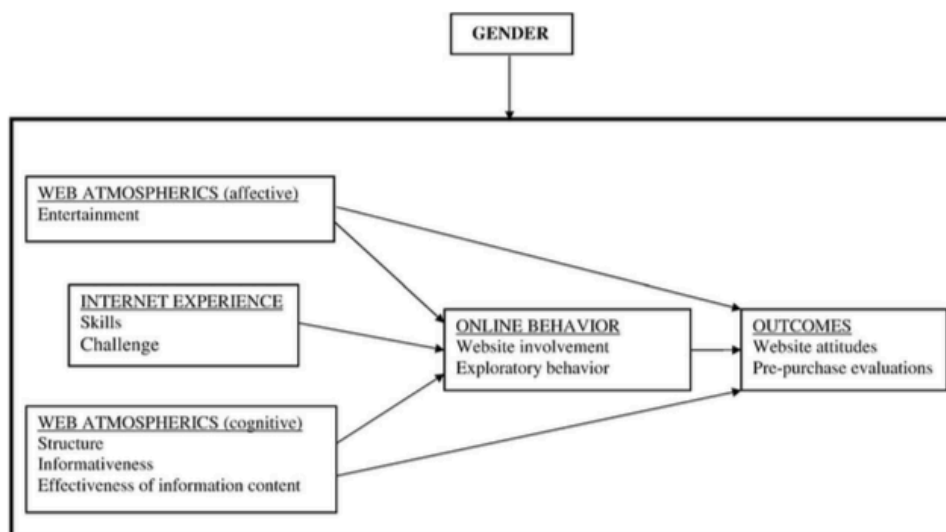 GENDER
WEB ATMOSPHERICS (affective)
Entertainment
INTERNET EXPERIENCE
Skills
Challenge
ONLINE BEHAVIOR
Website involvement
Exploratory behavior
OUTCOMES
Website attitudes
Pre-purchase evaluations
WEB ATMOSPHERICS (cognitive)
Structure
Informativeness
Effectiveness of information content